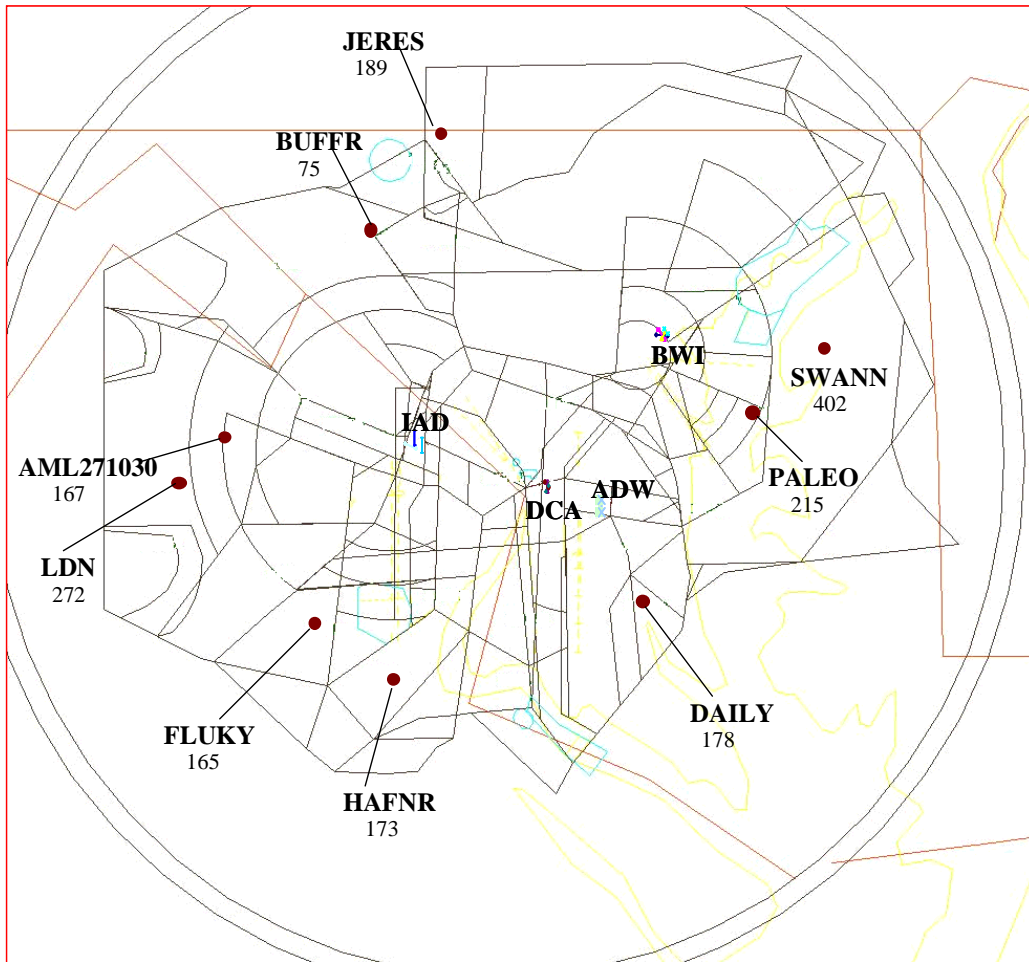 JERES
189
BUFFR
75
BWI
SWANN
402
IAD
AML271030
167
PALEO
215
ADW
DCA
LDN
272
DAILY
178
FLUKY
165
HAFNR
173